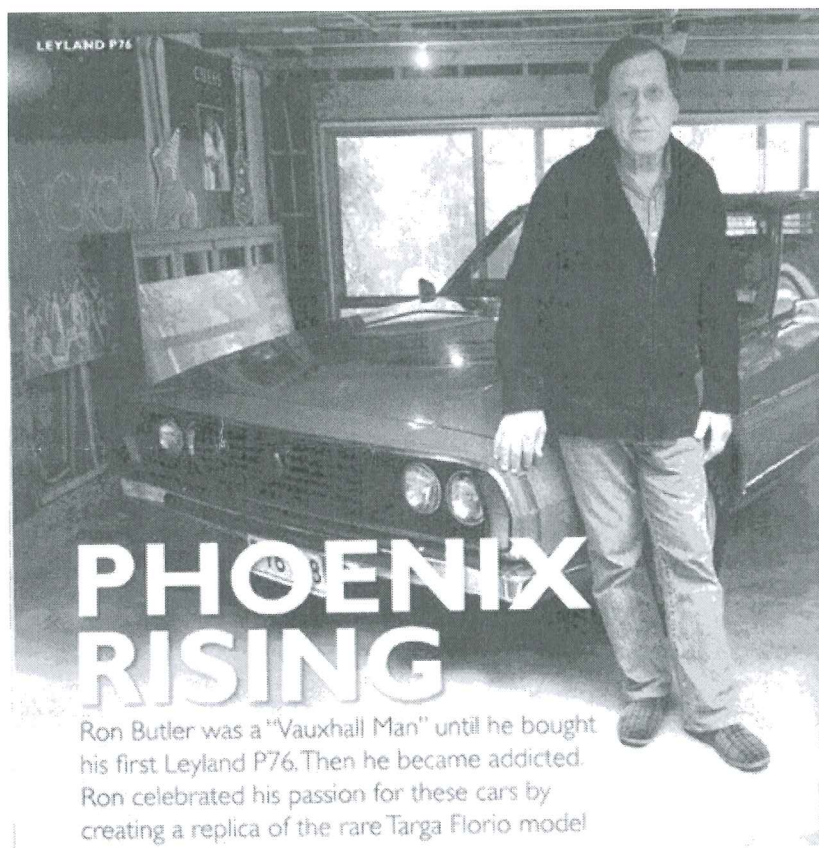 LEYLAND P76
PHOENIX
RISING
Ron Butler was a "Vauxhall Man" until he bought
his first Leyland P76. Then he became addicted.
Ron celebrated his passion for these cars by
creating a replica of the rare Targa Florio model